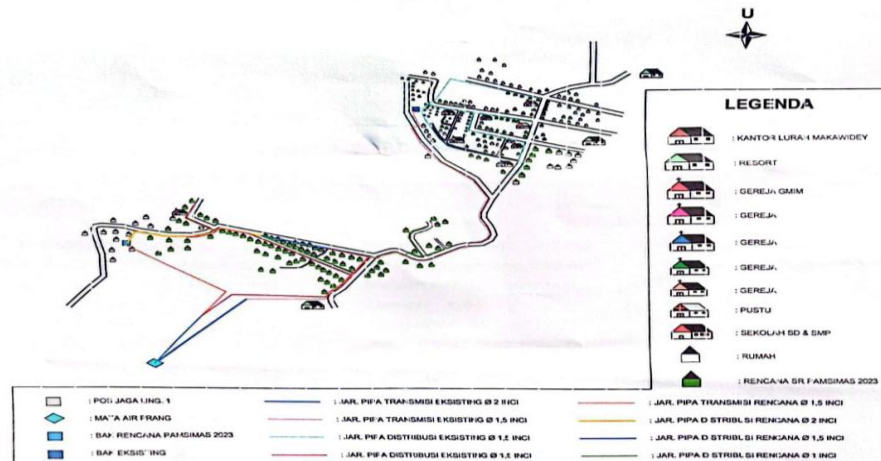 U
LEGENDA
: KANTOR LURAH MAKAWIDEY
: RESORT
: GEREJA GMIM
: GEREJA
: GEREJA
: GEREJA
: GEREJA
: PUSTU
: SEKOLAH SD & SMP
: RUMAH
: RENCANA SR PAMSIMAS 2023
: POS JAGA LING. 1
: MATA AIR
: BAK RENCANA PAMSIMAS 2023
: BAK EKSISTING
: JAR. PIPA TRANSMISI EKSISTING Ø 2 INCI
: JAR. PIPA TRANSMISI EKSISTING Ø 1,5 INCI
: JAR. PIPA DISTRIBUSI EKSISTING Ø INCI
: JAR. PIPA DISTRIBUSI EKSISTING Ø 1,5 INCI
: JAR. PIPA TRANSMISI RENCANA Ø 1,5 INCI
: JAR. PIPA DISTRIBUSI RENCANA Ø 2 INCI
: JAR. PIPA DISTRIBUSI RENCANA Ø 1,5 INCI
: JAR. PIPA DISTRIBUSI RENCANA Ø 1 INCI